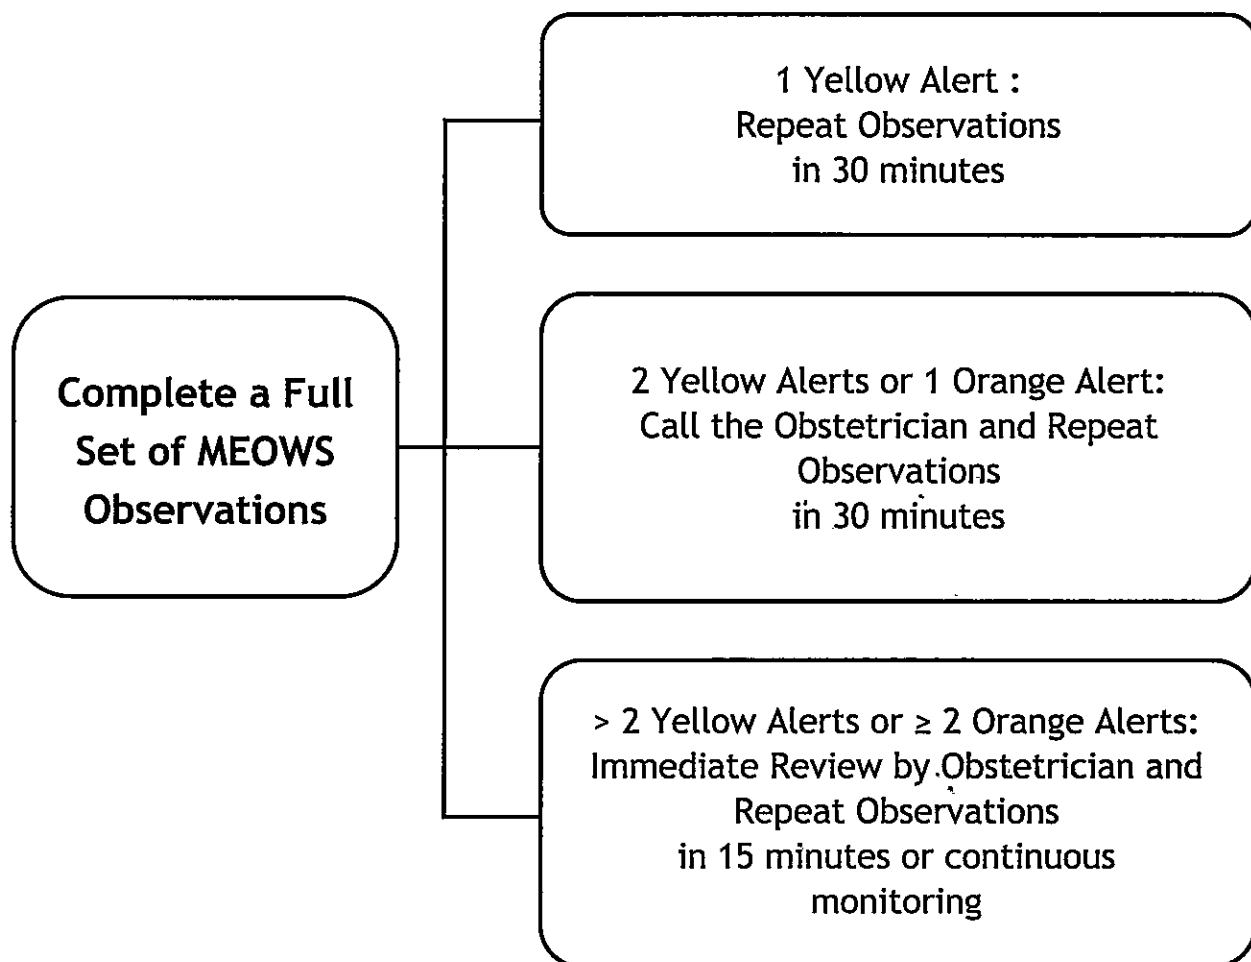 Complete a Full
Set of MEOWS
Observations
1 Yellow Alert :
Repeat Observations
in 30 minutes
2 Yellow Alerts or 1 Orange Alert:
Call the Obstetrician and Repeat
Observations
in 30 minutes
> 2 Yellow Alerts or ≥ 2 Orange Alerts:
Immediate Review by Obstetrician and
Repeat Observations
in 15 minutes or continuous
monitoring